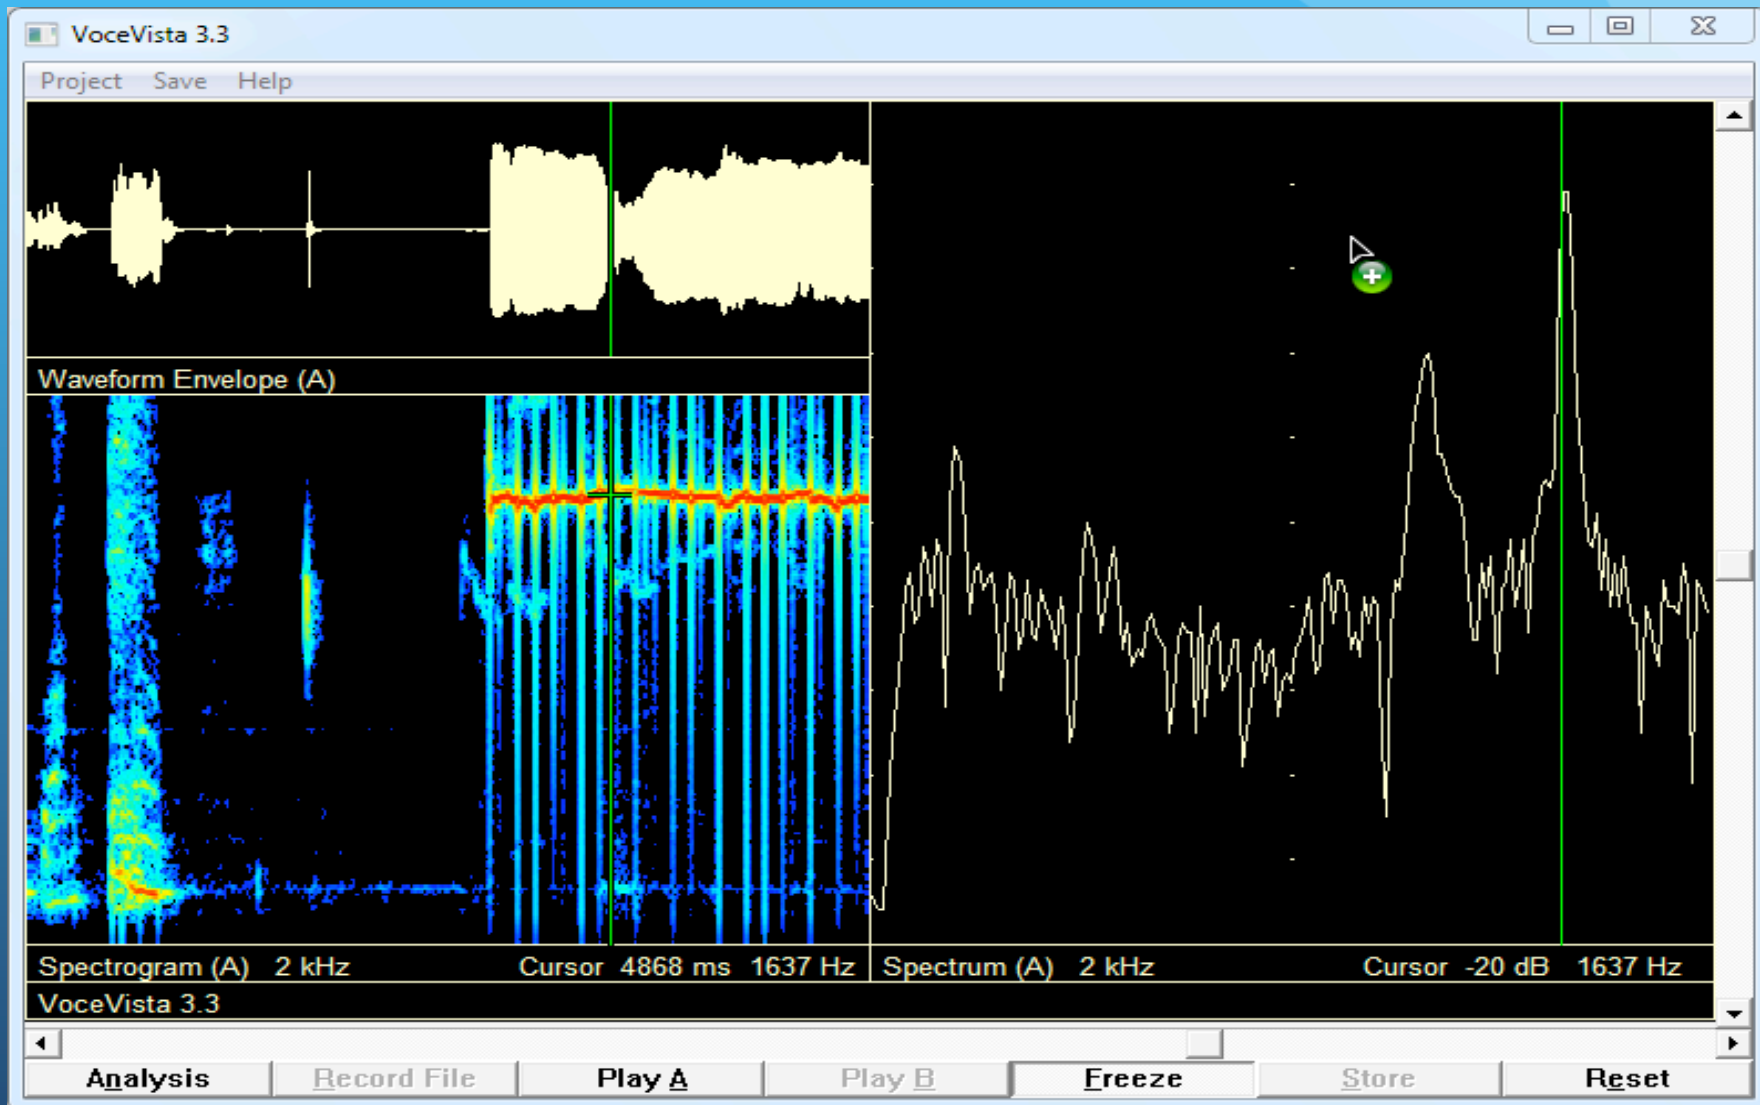 VoceVista 3.3
Project Save Help
Waveform Envelope (A)
Spectrogram (A) 2 kHz Cursor 4868 ms 1637 Hz
Spectrum (A) 2 kHz Cursor -20 dB 1637 Hz
VoceVista 3.3
Analysis Record File Play A Play B Freeze Store Reset